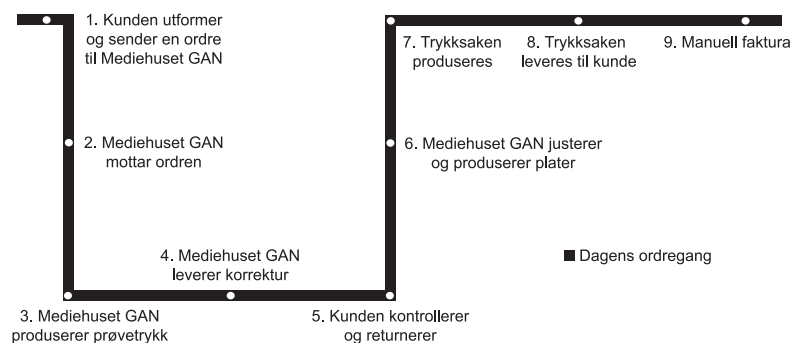 1. Kunden utformer
og sender en ordre
til Mediehuset GAN
2. Mediehuset GAN
mottar ordren
3. Mediehuset GAN
produserer prøvetrykk
4. Mediehuset GAN
leverer korrektur
5. Kunden kontrollerer
og returnerer
6. Mediehuset GAN justerer
og produserer plater
7. Trykksaken
produseres
8. Trykksaken
leveres til kunde
9. Manuell faktura
Dagens ordregang